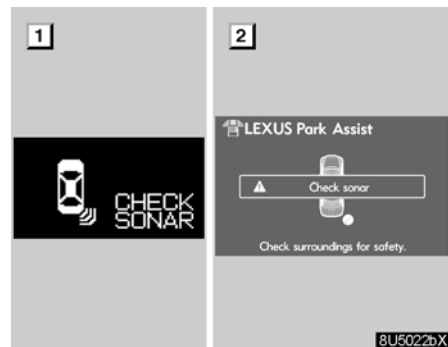 1
CHECK
SONAR
2
LEXUS Park Assist
Check sonar
Check surroundings for safety.
8U5022bX